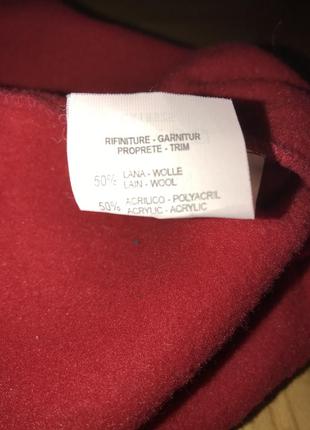 RIFINITURE - GARNITUR
PROPRETE - TRIM
50% LANA - WOLLE
LAIN - WOOL
50% ACRILICO - POLYACRIL
ACRYLIC - ACRYLIC